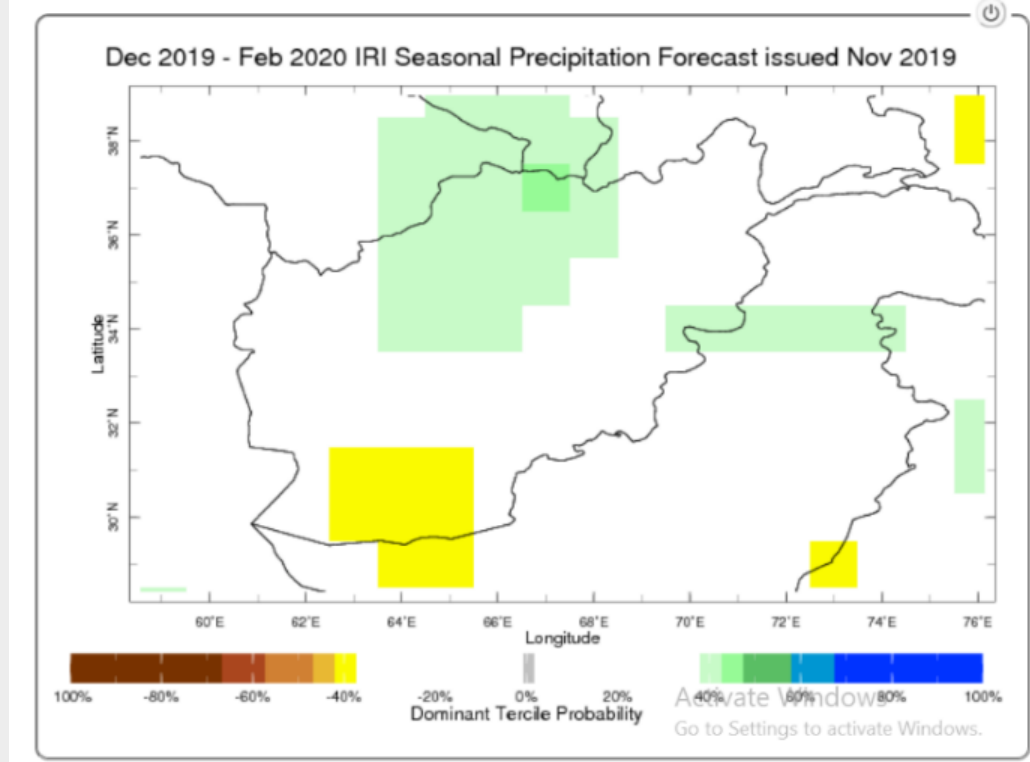 Dec 2019 - Feb 2020 IRI Seasonal Precipitation Forecast issued Nov 2019
38°N
36°N
34°N
32°N
30°N
Latitude
60°E 62°E 64°E 66°E 68°E 70°E 72°E 74°E 76°E
Longitude
100% -80% -60% -40% -20% 0% 20% 40% 60% 80% 100%
Dominant Tercile Probability
Activate Windows
Go to Settings to activate Windows.